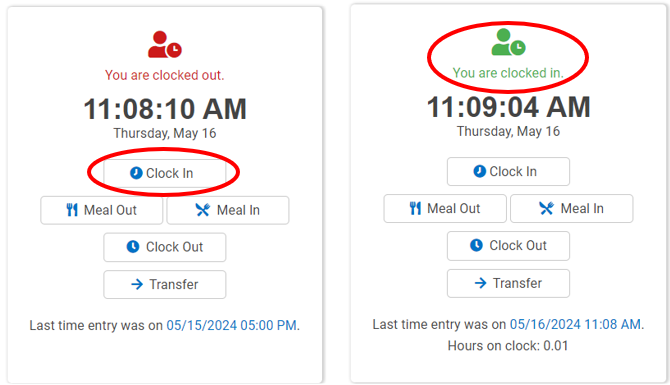 You are clocked out.
11:08:10 AM
Thursday, May 16
Clock In
Meal Out
Meal In
Clock Out
Transfer
Last time entry was on 05/15/2024 05:00 PM.
You are clocked in.
11:09:04 AM
Thursday, May 16
Clock In
Meal Out
Meal In
Clock Out
Transfer
Last time entry was on 05/16/2024 11:08 AM.
Hours on clock: 0.01